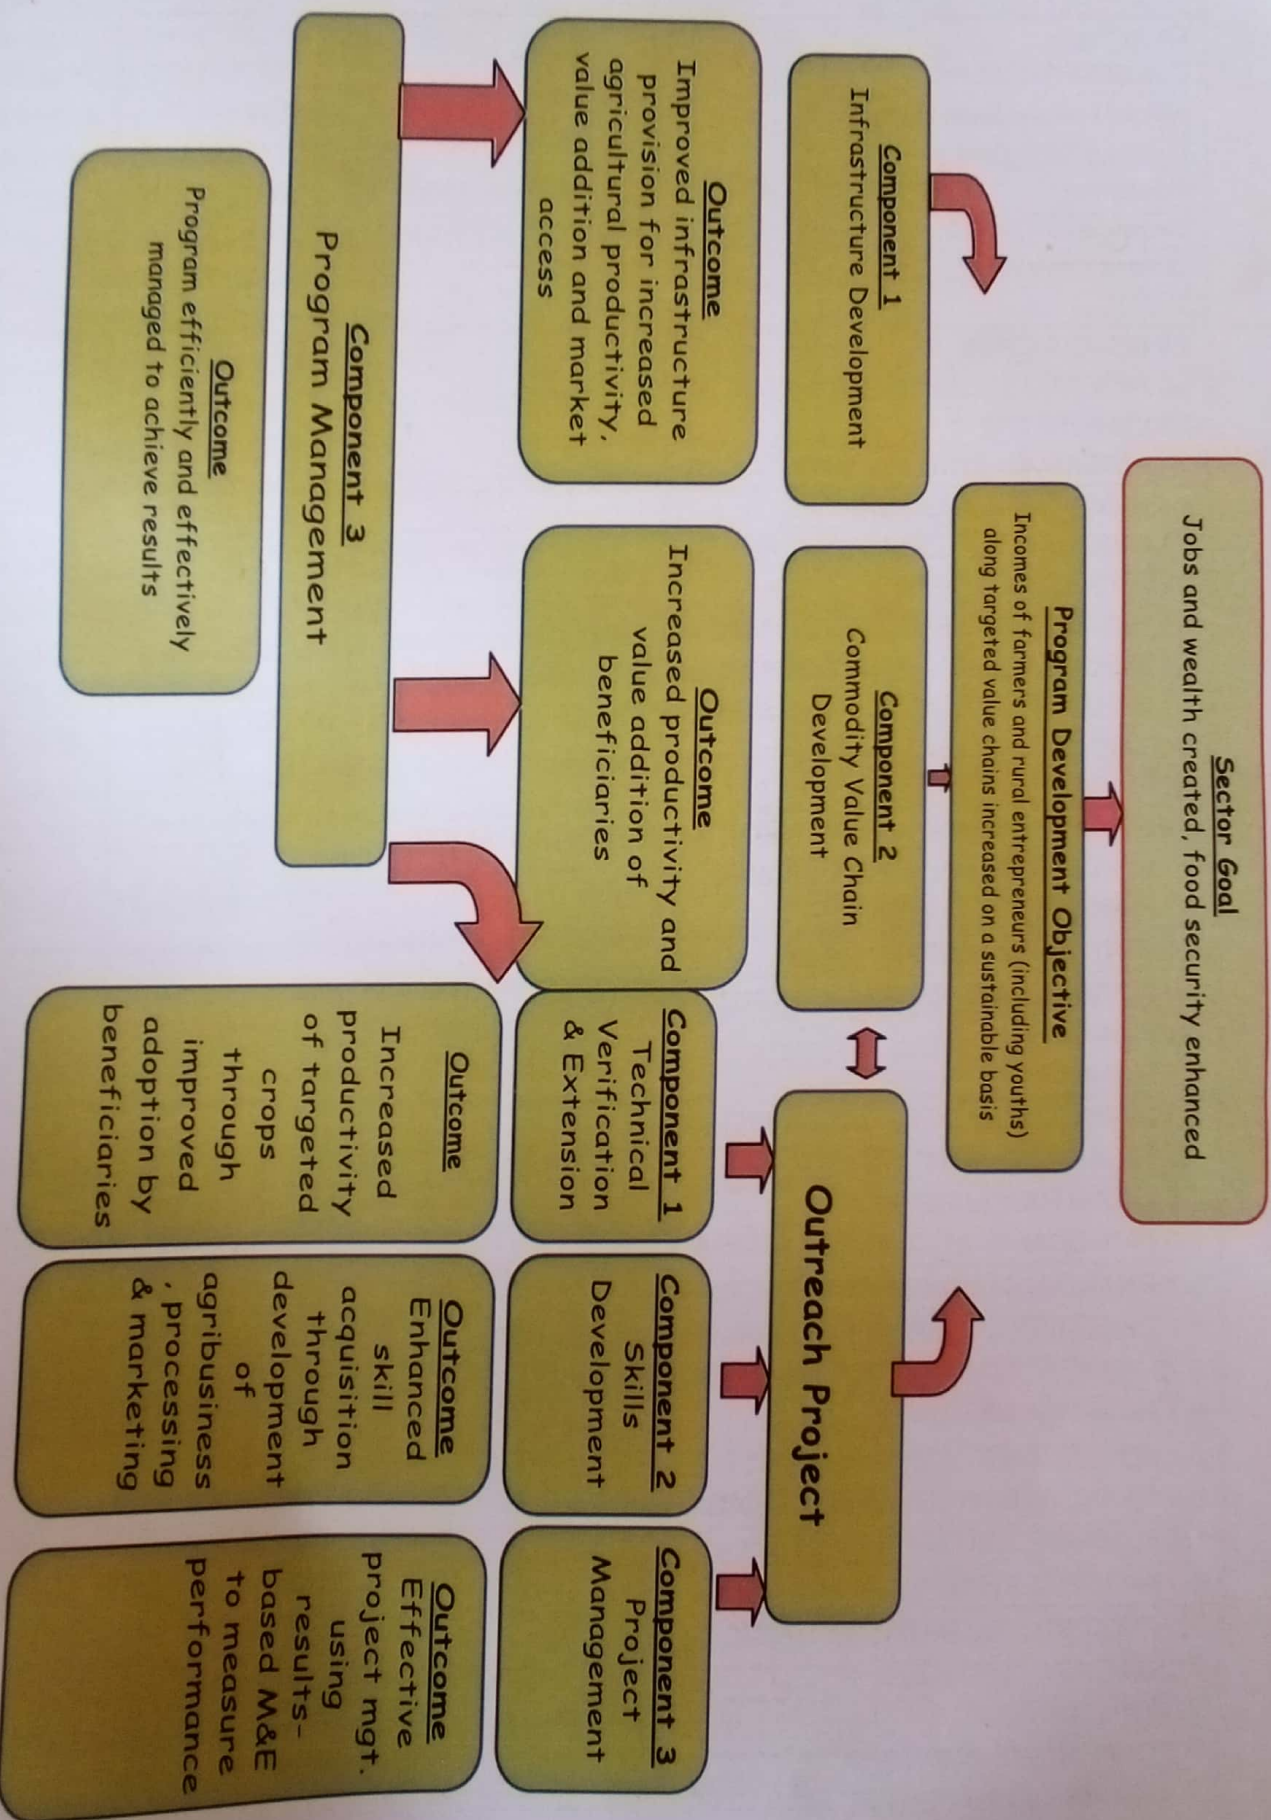 Sector Goal
Jobs and wealth created, food security enhanced
Program Development Objective
Incomes of farmers and rural entrepreneurs (including youths)
along targeted value chains increased on a sustainable basis
Component 1
Infrastructure Development
Component 2
Commodity Value Chain
Development
Outreach Project
Outcome
Improved infrastructure
provision for increased
agricultural productivity,
value addition and market
access
Outcome
Increased productivity and
value addition of
beneficiaries
Component 1
Technical
Verification
& Extension
Component 2
Skills
Development
Component 3
Project
Management
Component 3
Program Management
Outcome
Program efficiently and effectively
managed to achieve results
Outcome
Increased
productivity
of targeted
crops
through
improved
adoption by
beneficiaries
Outcome
Enhanced
skill
acquisition
through
development
of
agribusiness
, processing
& marketing
Outcome
Effective
project mgt.
using
results-
based M&E
to measure
performance